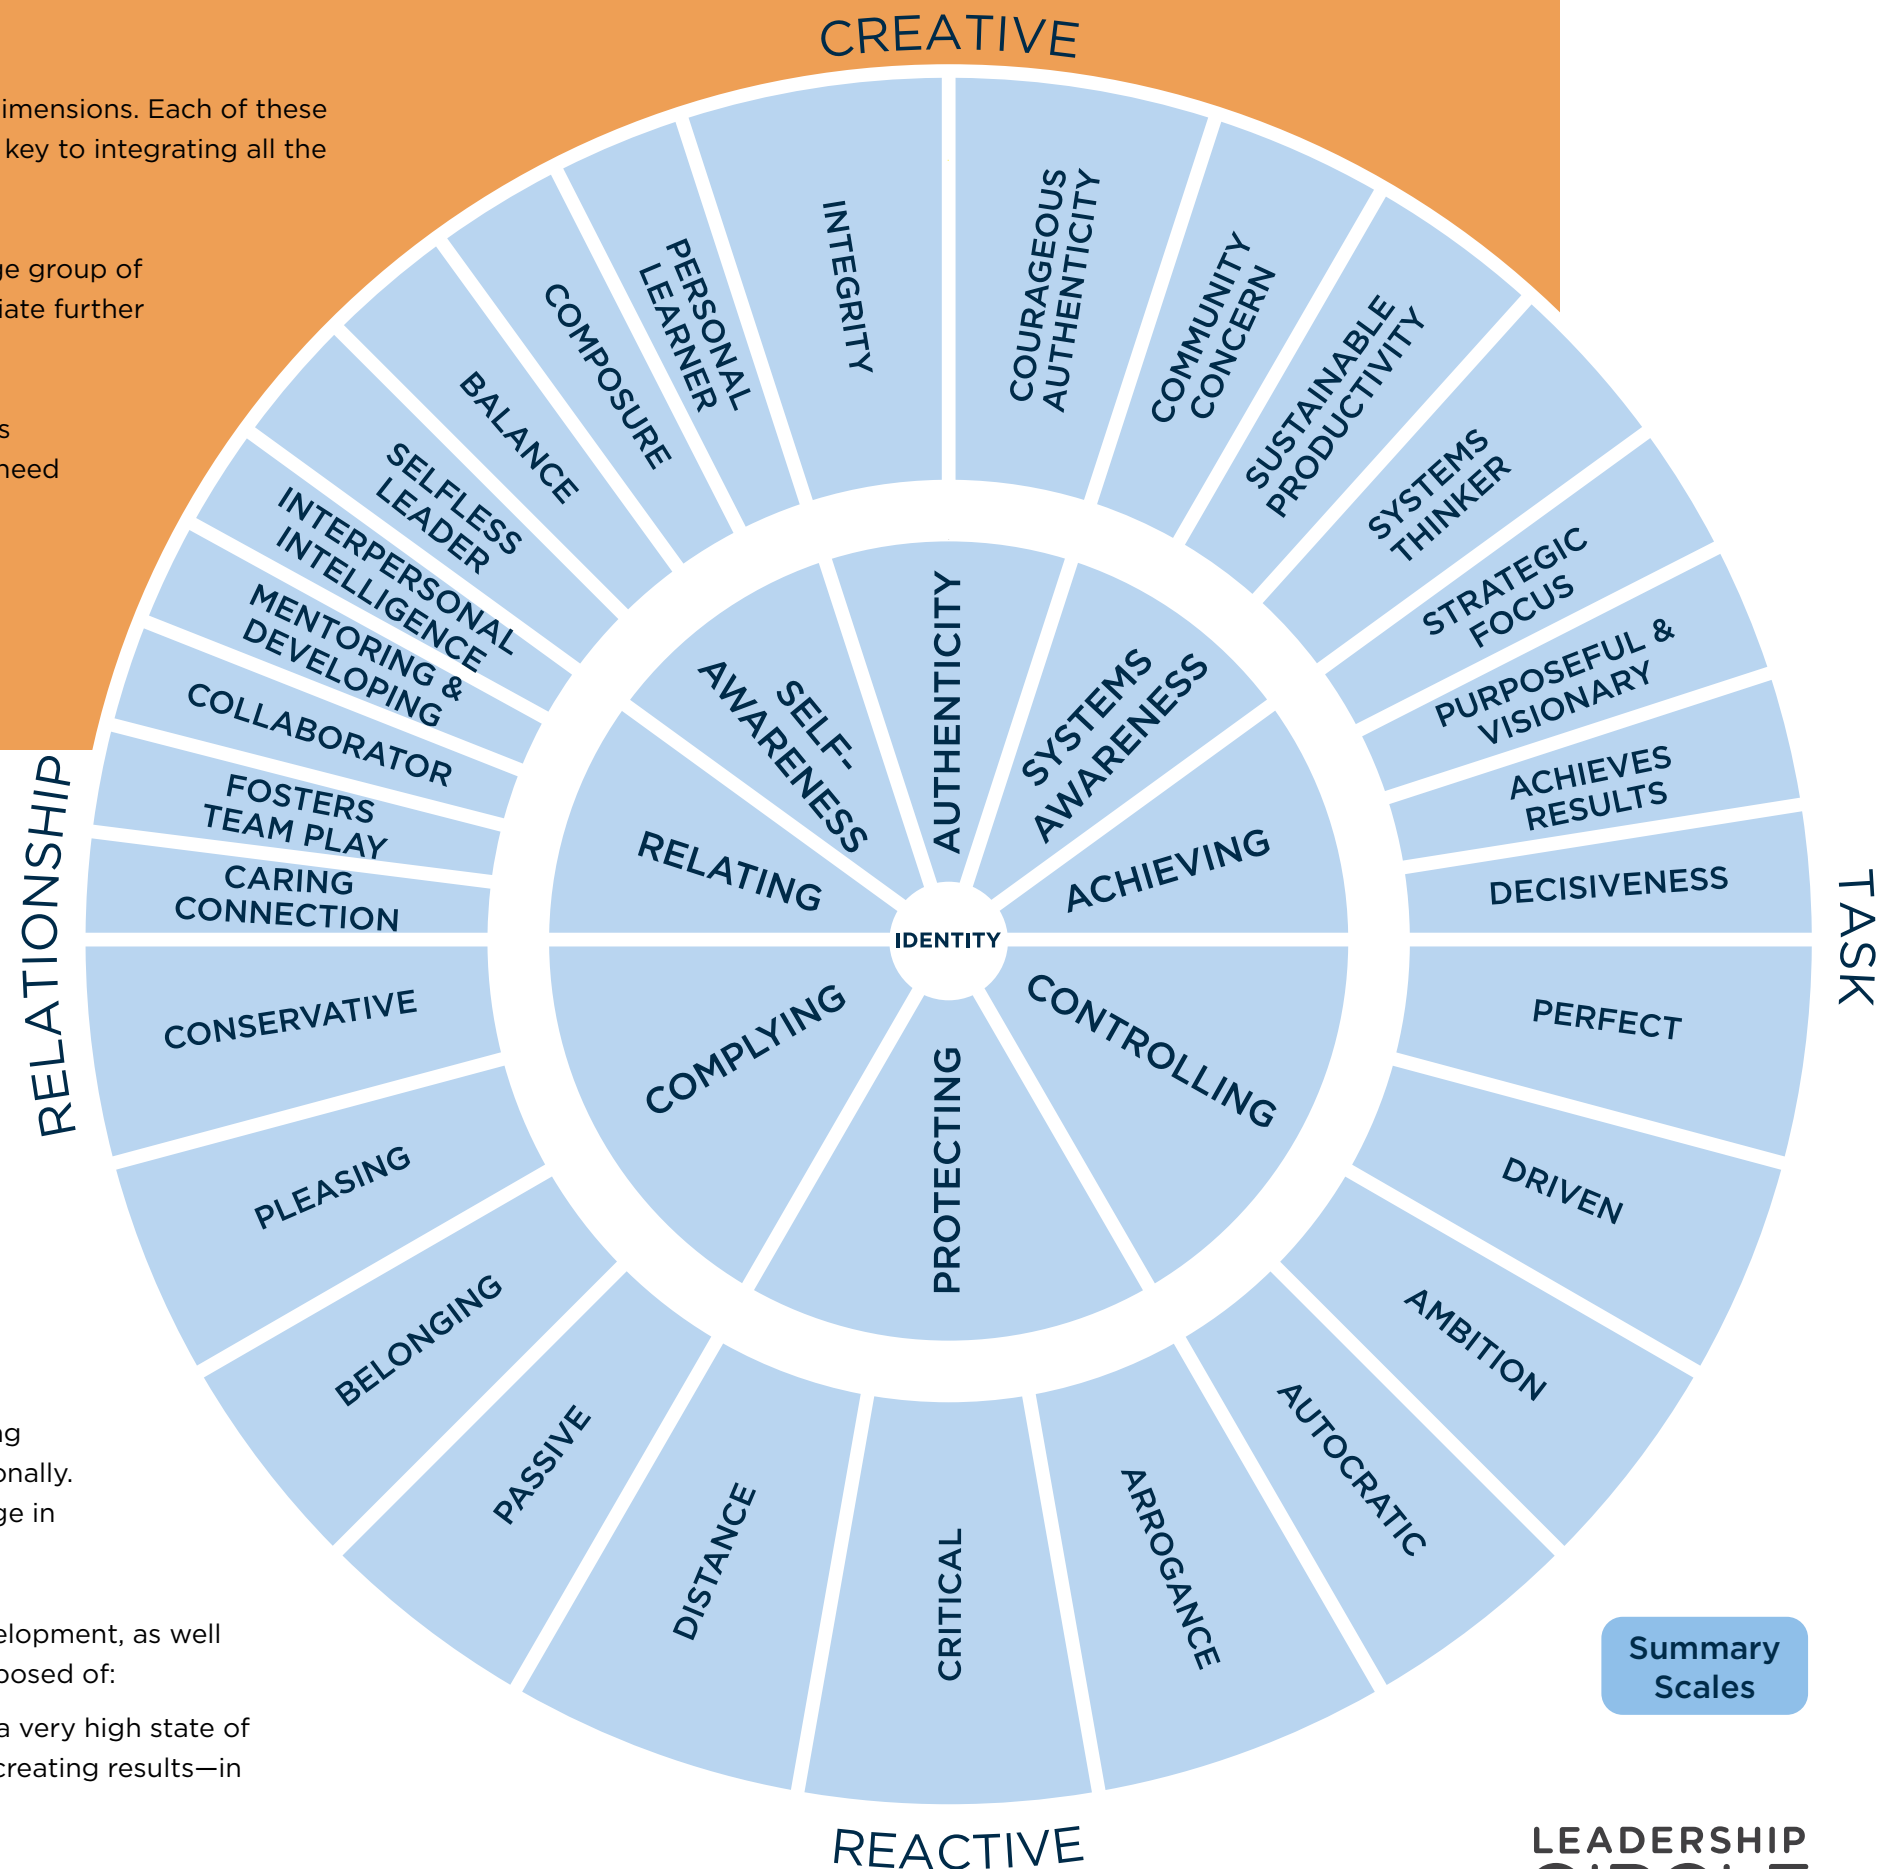 CREATIVE
imensions. Each of these
key to integrating all the
ge group of
iate further
s
need
RELATIONSHIP
TASK
INTEGRITY
COURAGEOUS
AUTHENTICITY
COMMUNITY
CONCERN
SUSTAINABLE
PRODUCTIVITY
SYSTEMS
THINKER
STRATEGIC
FOCUS
PURPOSEFUL &
VISIONARY
ACHIEVES
RESULTS
DECISIVENESS
PERSONAL
LEARNER
COMPOSURE
BALANCE
SELFLESS
LEADER
INTERPERSONAL
INTELLIGENCE
MENTORING &
DEVELOPING
COLLABORATOR
FOSTERS
TEAM PLAY
CARING
CONNECTION
SELF-
AWARENESS
AUTHENTICITY
SYSTEMS
AWARENESS
RELATING
ACHIEVING
IDENTITY
COMPLYING
PROTECTING
CONTROLLING
CONSERVATIVE
PLEASING
BELONGING
PASSIVE
DISTANCE
CRITICAL
ARROGANCE
AUTOCRATIC
AMBITION
DRIVEN
PERFECT
ng
onally.
ge in
elopment, as well
posed of:
a very high state of
creating results—in
Summary
Scales
REACTIVE
LEADERSHIP